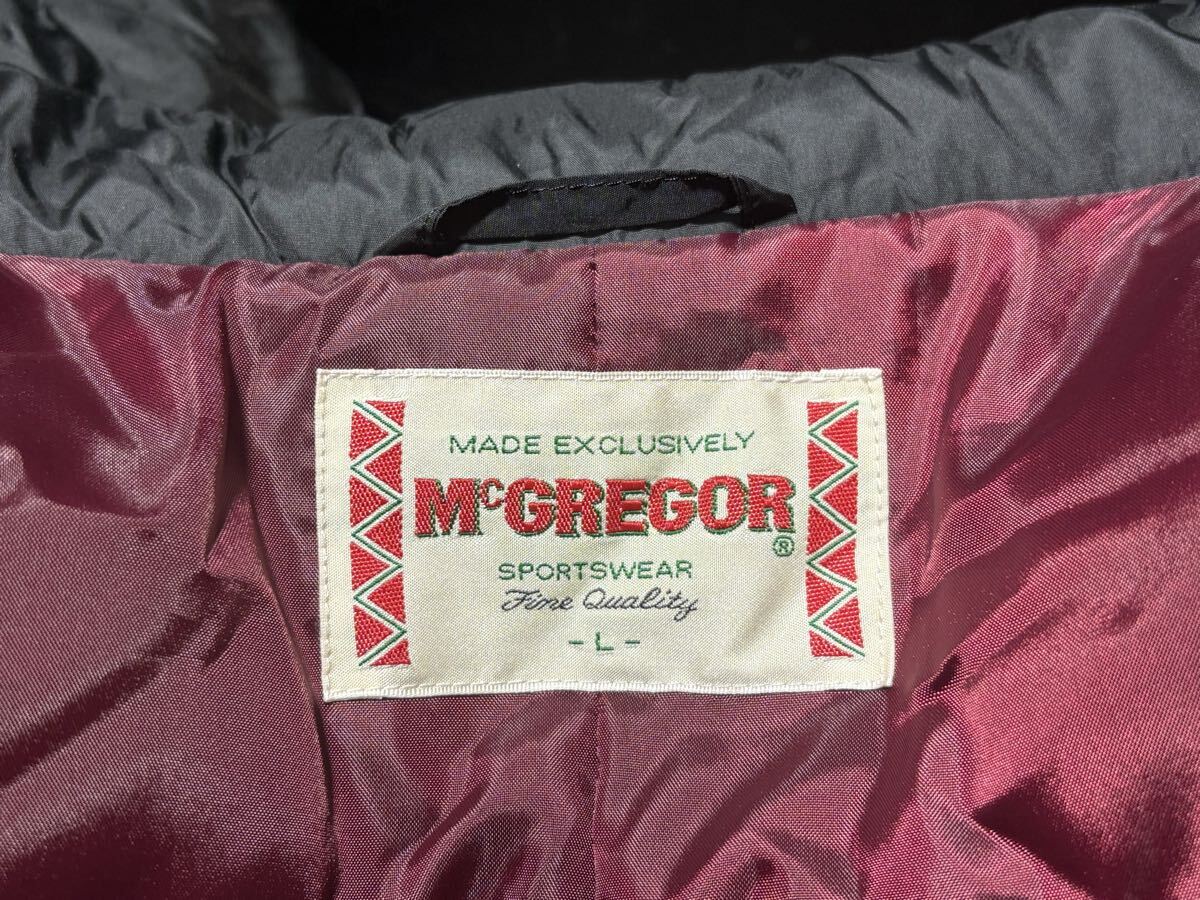 MADE EXCLUSIVELY
McGREGOR®
SPORTSWEAR
Fine Quality
- L -